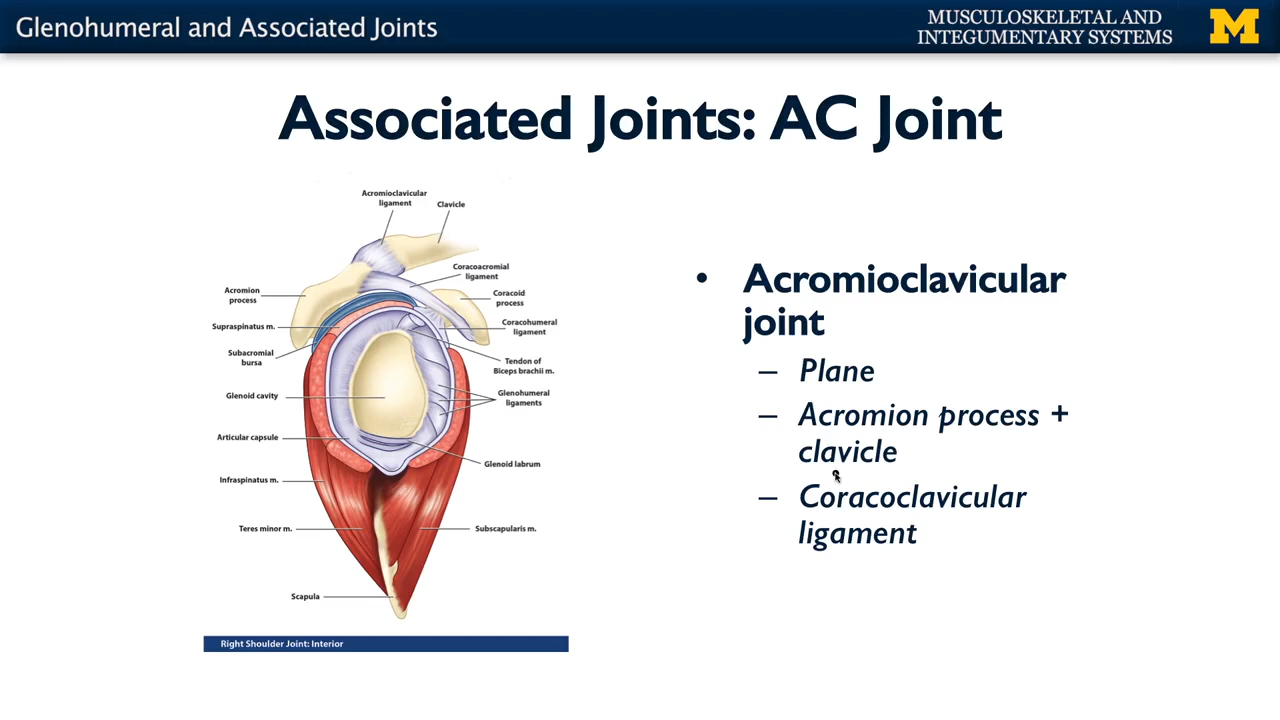 Glenohumeral and Associated Joints
MUSCULOSKELETAL AND
INTEGUMENTARY SYSTEMS
M
Associated Joints: AC Joint
Acromioclavicular
ligament
Clavicle
Coracoacromial
ligament
Acromion
process
Coracoid
process
Supraspinatus m.
Coracohumeral
ligament
Subacromial
bursa
Tendon of
Biceps brachii m.
Glenoid cavity
Glenohumeral
ligaments
Articular capsule
Glenoid labrum
Infraspinatus m.
Teres minor m.
Subscapularis m.
Scapula
Right Shoulder Joint: Interior
• Acromioclavicular
joint
– Plane
– Acromion process +
clavicle
– Coracoclavicular
ligament